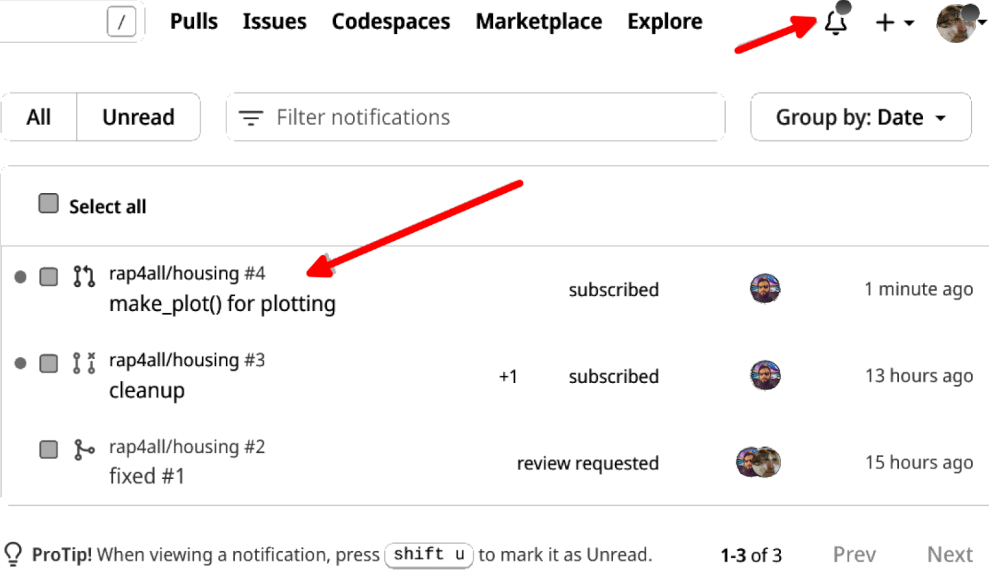 / Pulls Issues Codespaces Marketplace Explore
All Unread Filter notifications Group by: Date
Select all
rap4all/housing #4
make_plot() for plotting
subscribed 1 minute ago
rap4all/housing #3
cleanup
+1 subscribed 13 hours ago
rap4all/housing #2
fixed #1
review requested 15 hours ago
ProTip! When viewing a notification, press shift u to mark it as Unread. 1-3 of 3 Prev Next